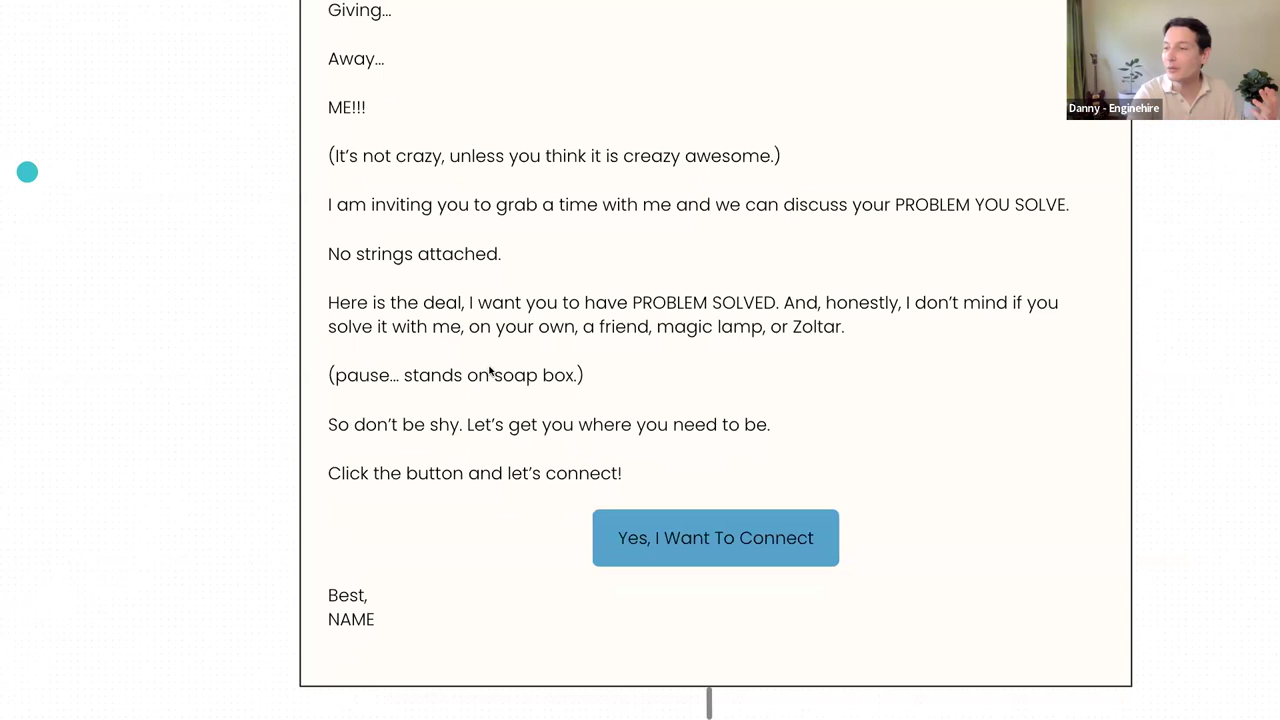 Giving...
Away...
ME!!!
(It's not crazy, unless you think it is creazy awesome.)
I am inviting you to grab a time with me and we can discuss your PROBLEM YOU SOLVE.
No strings attached.
Here is the deal, I want you to have PROBLEM SOLVED. And, honestly, I don't mind if you
solve it with me, on your own, a friend, magic lamp, or Zoltar.
(pause... stands on soap box.)
So don't be shy. Let's get you where you need to be.
Click the button and let's connect!
Yes, I Want To Connect
Best,
NAME
Danny - Enginehire